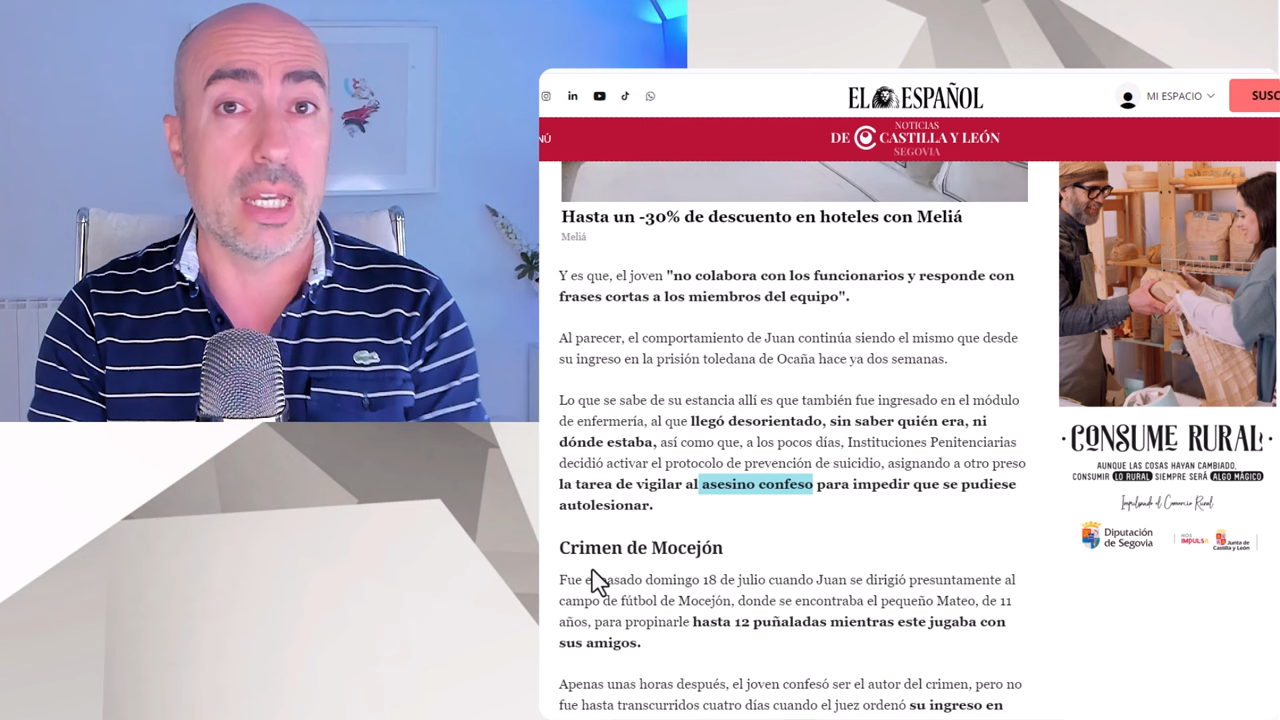 EL ESPAÑOL
MI ESPACIO
SUSC
NÚ
NOTICIAS
DE CASTILLA Y LEÓN
SEGOVIA
Hasta un -30% de descuento en hoteles con Meliá
Meliá
Y es que, el joven "no colabora con los funcionarios y responde con
frases cortas a los miembros del equipo".
Al parecer, el comportamiento de Juan continúa siendo el mismo que desde
su ingreso en la prisión toledana de Ocaña hace ya dos semanas.
Lo que se sabe de su estancia allí es que también fue ingresado en el módulo
de enfermería, al que llegó desorientado, sin saber quién era, ni
dónde estaba, así como que, a los pocos días, Instituciones Penitenciarias
decidió activar el protocolo de prevención de suicidio, asignando a otro preso
la tarea de vigilar al asesino confeso para impedir que se pudiese
autolesionar.
Crimen de Mocejón
Fue e asado domingo 18 de julio cuando Juan se dirigió presuntamente al
campo de fútbol de Mocejón, donde se encontraba el pequeño Mateo, de 11
años, para propinarle hasta 12 puñaladas mientras este jugaba con
sus amigos.
Apenas unas horas después, el joven confesó ser el autor del crimen, pero no
fue hasta transcurridos cuatro días cuando el juez ordenó su ingreso en
·CONSUME RURAL·
AUNQUE LAS COSAS HAYAN CAMBIADO,
CONSUMIR LO RURAL SIEMPRE SERÁ ALGO MÁGICO
Impulsando el Comercio Rural
Diputación
de Segovia
NOS
IMPULSA
Junta de
Castilla y León